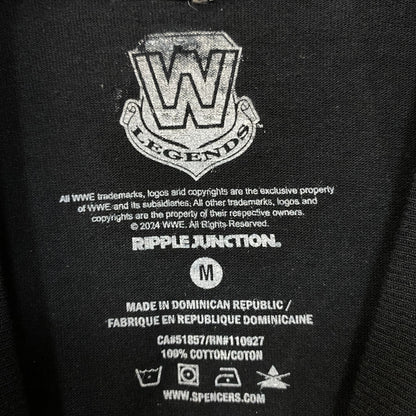 W
LEGENDS
All WWE trademarks, logos and copyrights are the exclusive property
of WWE and its subsidiaries. All other trademarks, logos and
copyrights are the property of their respective owners.
© 2024 WWE. All Rights Reserved.
RIPPLE JUNCTION.
M
MADE IN DOMINICAN REPUBLIC /
FABRIQUE EN REPUBLIQUE DOMINICAINE
CA#51857/RN#110927
100% COTTON/COTON
WWW.SPENCERS.COM